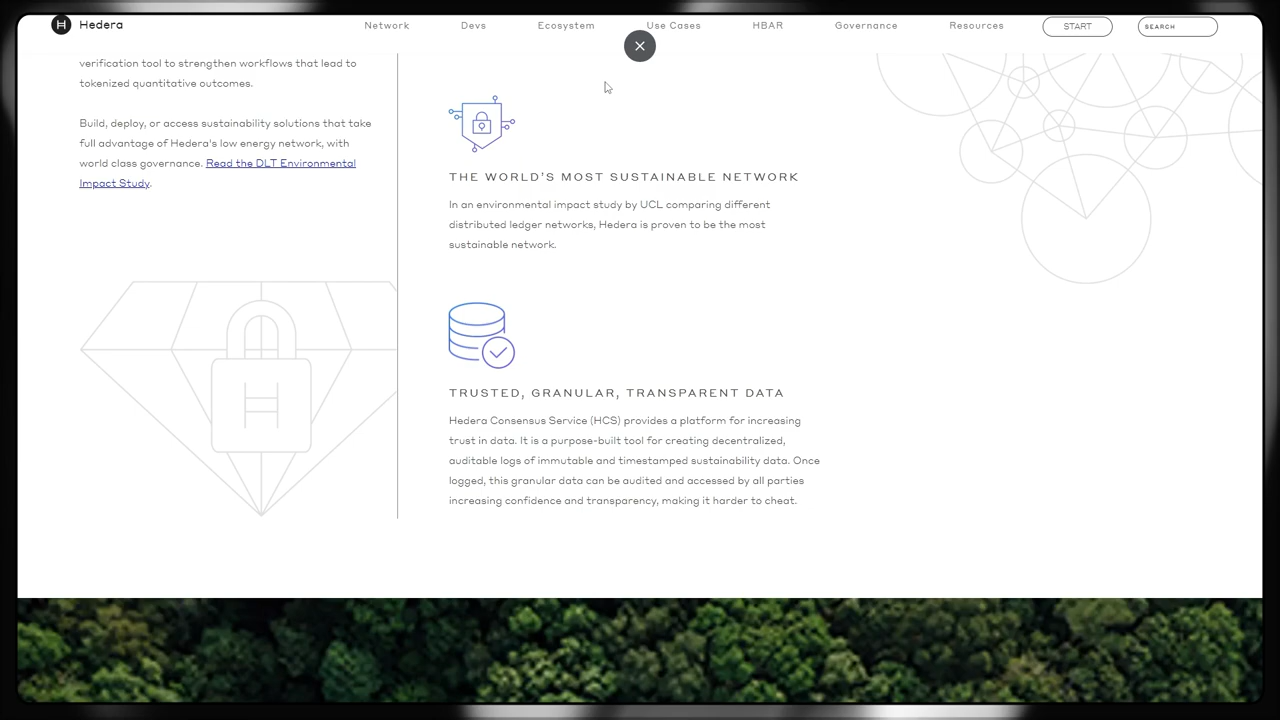 Hedera
Network
Devs
Ecosystem
Use Cases
HBAR
Governance
Resources
START
SEARCH
verification tool to strengthen workflows that lead to
tokenized quantitative outcomes.
Build, deploy, or access sustainability solutions that take
full advantage of Hedera's low energy network, with
world class governance. Read the DLT Environmental
Impact Study.
THE WORLD'S MOST SUSTAINABLE NETWORK
In an environmental impact study by UCL comparing different
distributed ledger networks, Hedera is proven to be the most
sustainable network.
TRUSTED, GRANULAR, TRANSPARENT DATA
Hedera Consensus Service (HCS) provides a platform for increasing
trust in data. It is a purpose-built tool for creating decentralized,
auditable logs of immutable and timestamped sustainability data. Once
logged, this granular data can be audited and accessed by all parties
increasing confidence and transparency, making it harder to cheat.